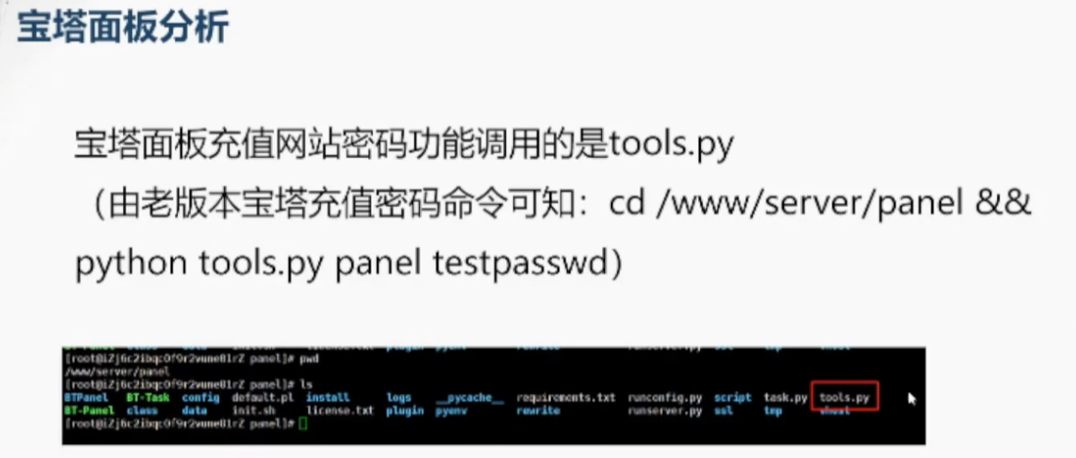 宝塔面板分析
宝塔面板充值网站密码功能调用的是tools.py
（由老版本宝塔充值密码命令可知：cd /www/server/panel &&
python tools.py panel testpasswd）
[root@iZj6c2ibqc0f9r2vune01rZ panel]# pwd
/www/server/panel
[root@iZj6c2ibqc0f9r2vune01rZ panel]# ls
BTPanel BT-Task config default.pl install logs __pycache__ requirements.txt runconfig.py script task.py tools.py
BT-Panel class data init.sh license.txt plugin pyenv rewrite runserver.py ssl tmp vhost
[root@iZj6c2ibqc0f9r2vune01rZ panel]#